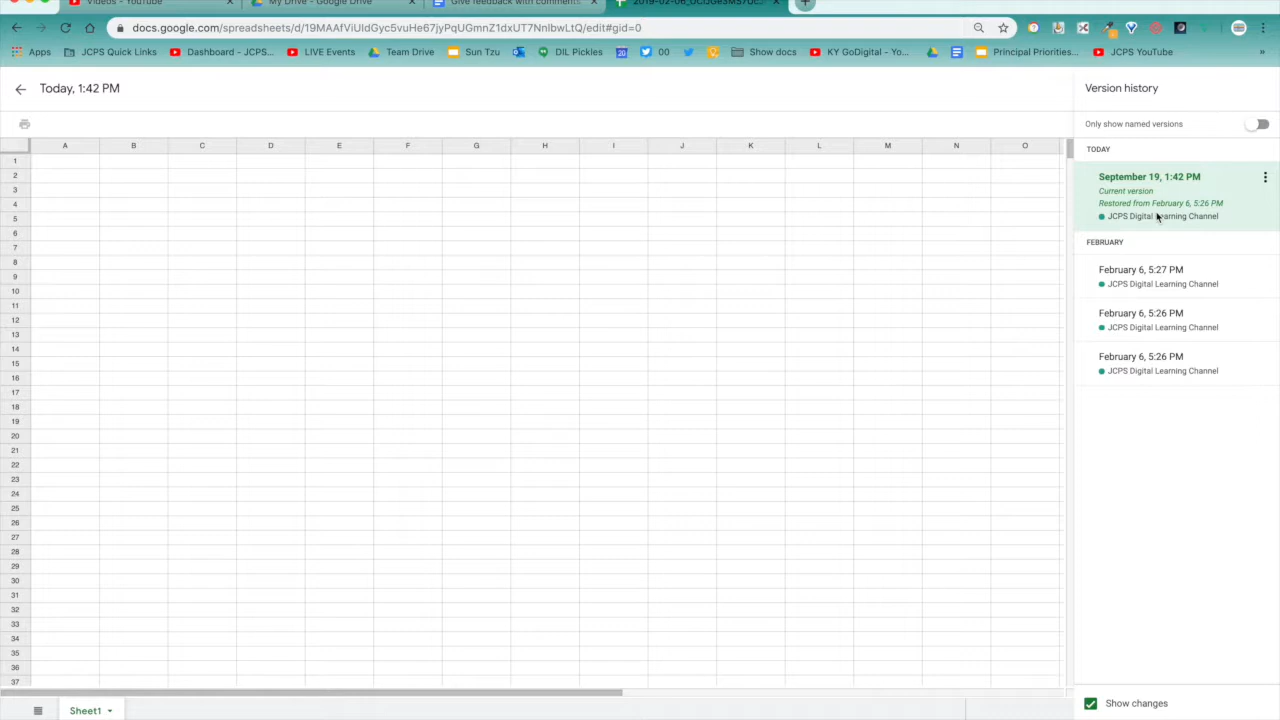 Videos - YouTube
My Drive - Google Drive
Give feedback with comments
docs.google.com/spreadsheets/d/19MAAfViUIdGyc5vuHe67jyPqUGmnZ1dxUT7NnlbwLtQ/edit#gid=0
Apps JCPS Quick Links Dashboard - JCPS... LIVE Events Team Drive Sun Tzu DIL Pickles 20 00 Show docs KY GoDigital - Yo... Principal Priorities... JCPS YouTube »
Today, 1:42 PM
Version history
Only show named versions
A B C D E F G H I J K L M N O
TODAY
September 19, 1:42 PM
Current version
Restored from February 6, 5:26 PM
JCPS Digital Learning Channel
FEBRUARY
February 6, 5:27 PM
JCPS Digital Learning Channel
February 6, 5:26 PM
JCPS Digital Learning Channel
February 6, 5:26 PM
JCPS Digital Learning Channel
1
2
3
4
5
6
7
8
9
10
11
12
13
14
15
16
17
18
19
20
21
22
23
24
25
26
27
28
29
30
31
32
33
34
35
36
37
Sheet1
Show changes